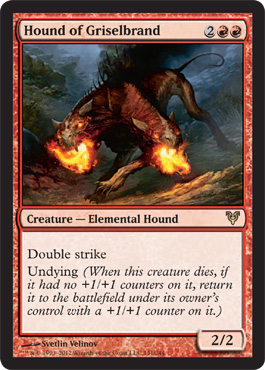 Hound of Griselbrand 2
Creature — Elemental Hound
Double strike
Undying (When this creature dies, if
it had no +1/+1 counters on it, return
it to the battlefield under its owner's
control with a +1/+1 counter on it.)
Svetlin Velinov
2/2